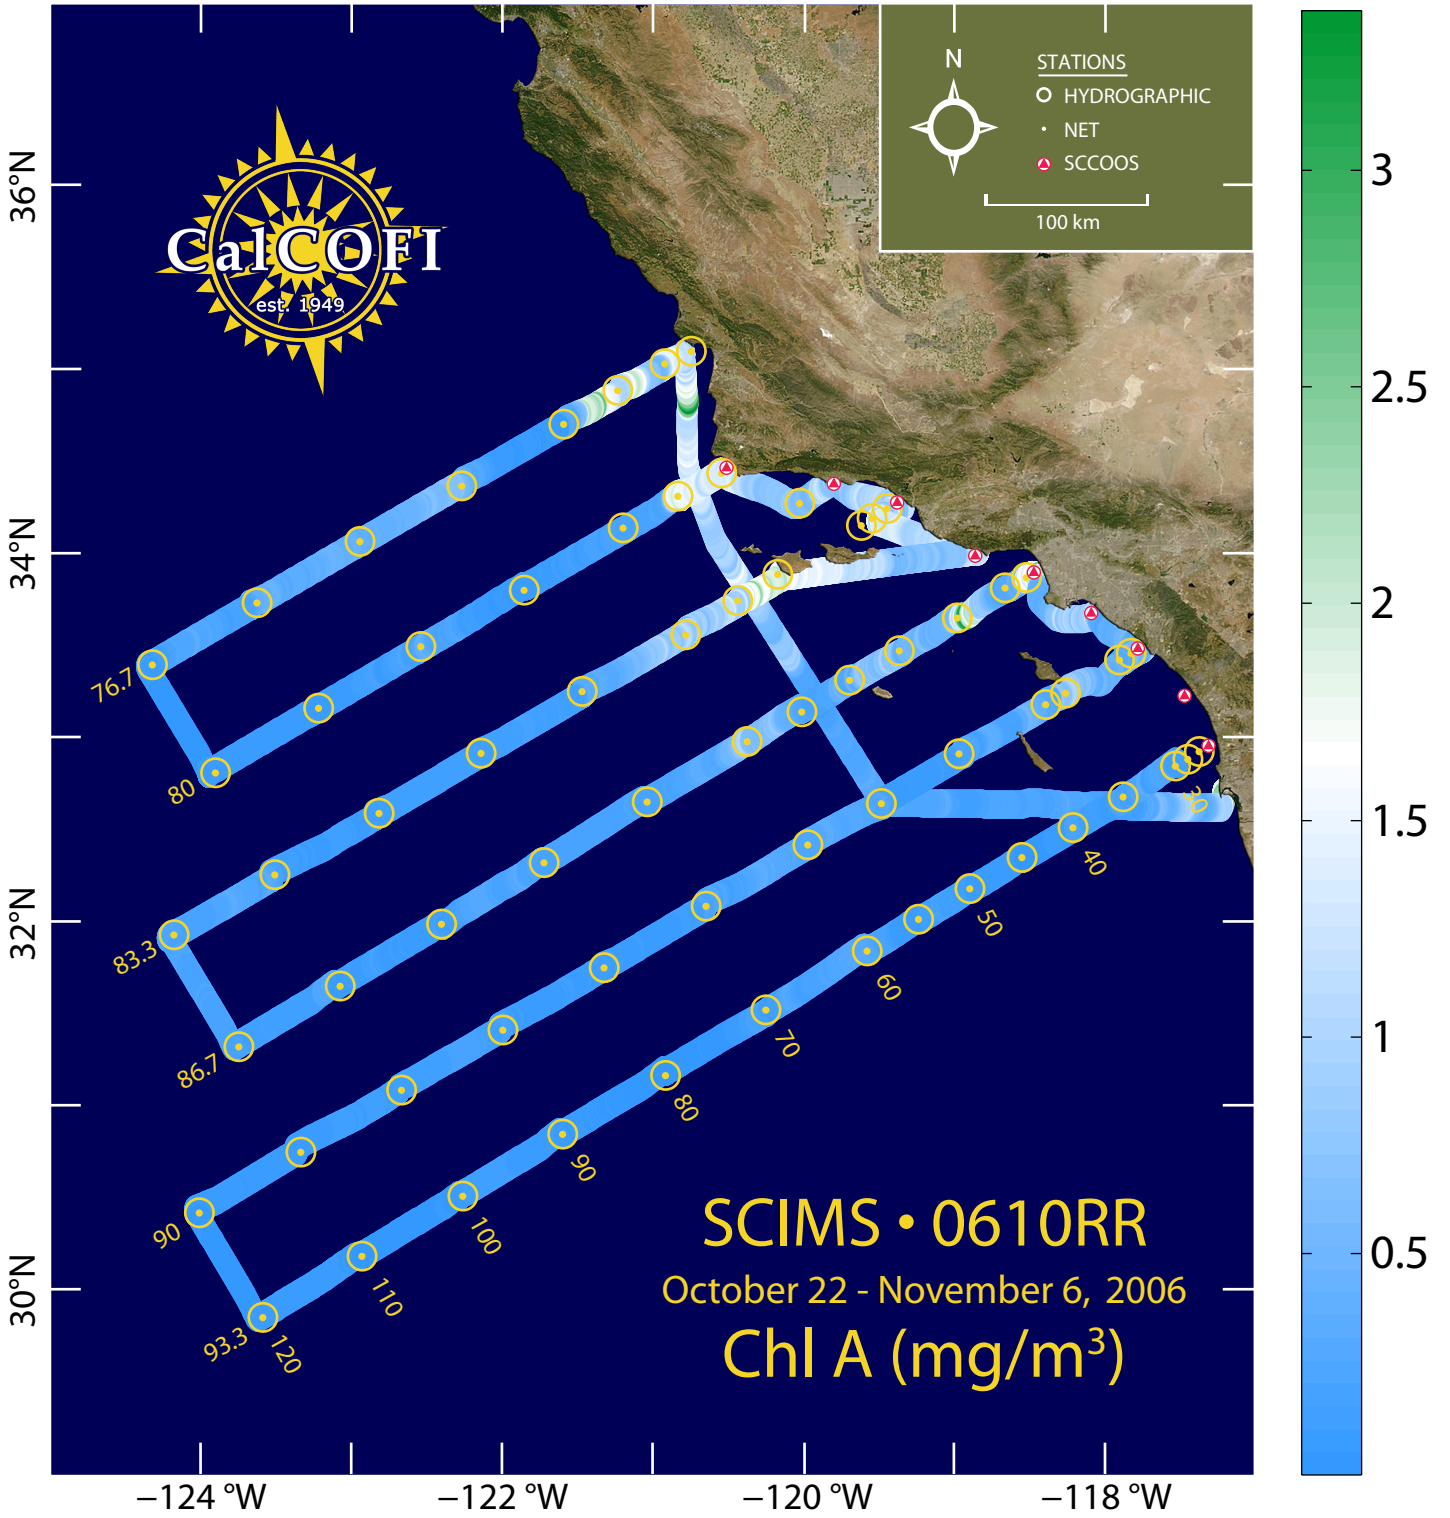 N
STATIONS
HYDROGRAPHIC
NET
SCCOOS
100 km
CalCOFI
est. 1949
36°N
34°N
32°N
30°N
76.7
80
83.3
86.7
90
93.3
30
40
50
60
70
80
90
100
110
120
SCIMS • 0610RR
October 22 - November 6, 2006
Chl A (mg/m³)
−124 °W
−122 °W
−120 °W
−118 °W
3
2.5
2
1.5
1
0.5